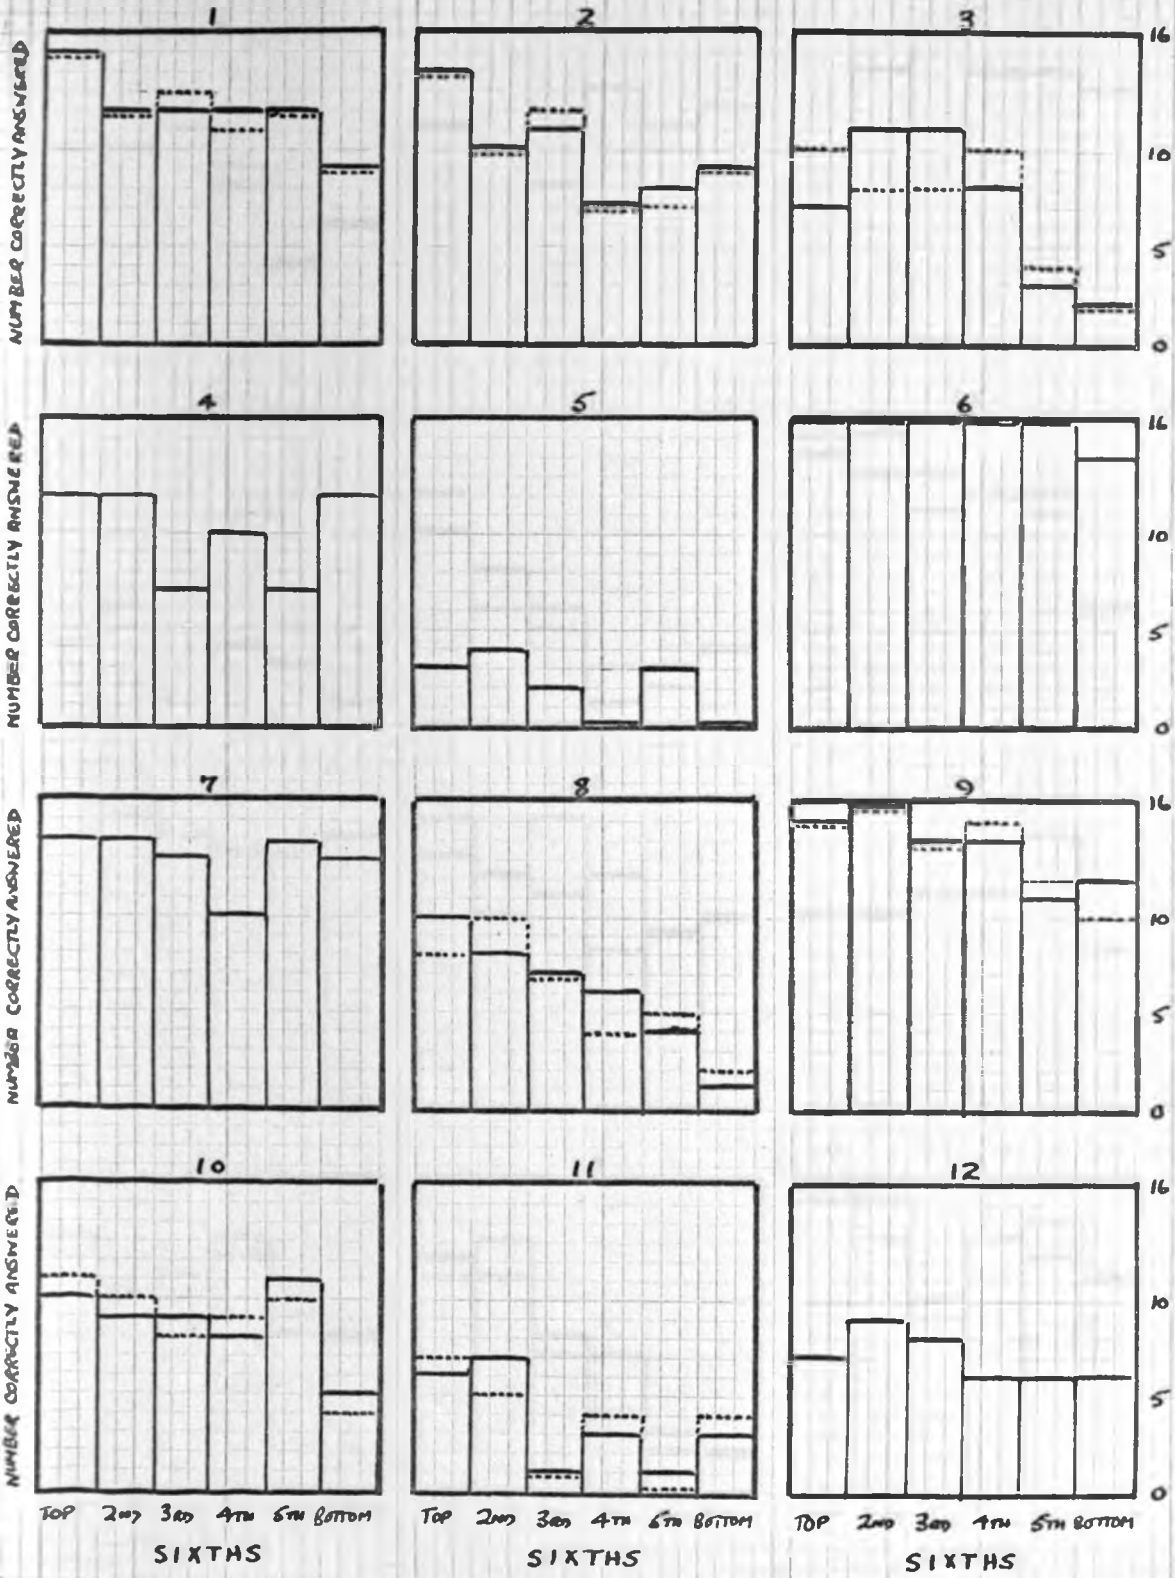 1 2 3
NUMBER CORRECTLY ANSWERED
16
10
5
0
4 5 6
NUMBER CORRECTLY ANSWERED
16
10
5
0
7 8 9
NUMBER CORRECTLY ANSWERED
16
10
5
0
10 11 12
NUMBER CORRECTLY ANSWERED
16
10
5
0
TOP 2ND 3RD 4TH 5TH BOTTOM TOP 2ND 3RD 4TH 5TH BOTTOM TOP 2ND 3RD 4TH 5TH BOTTOM
SIXTHS SIXTHS SIXTHS